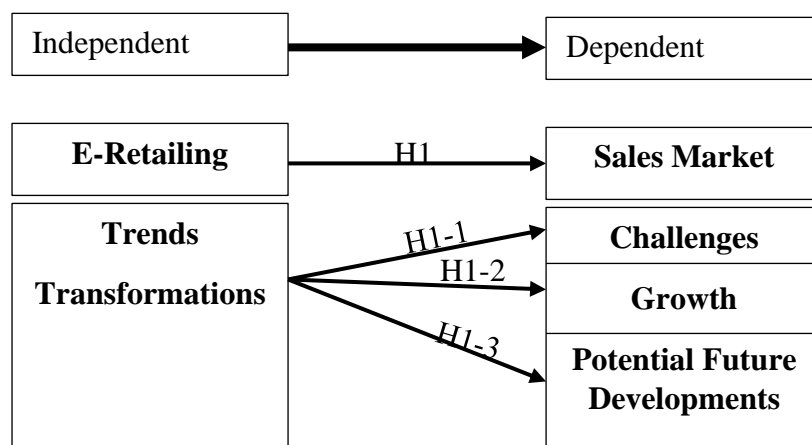 Independent
Dependent
E-Retailing
H1
Sales Market
Trends
Transformations
H1-1
H1-2
H1-3
Challenges
Growth
Potential Future
Developments